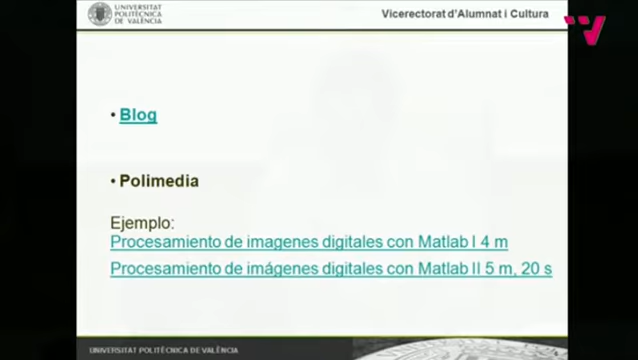 UNIVERSITAT
POLITÈCNICA
DE VALÈNCIA
Vicerectorat d'Alumnat i Cultura
• Blog
• Polimedia
Ejemplo:
Procesamiento de imagenes digitales con Matlab I 4 m
Procesamiento de imágenes digitales con Matlab II 5 m, 20 s
UNIVERSITAT POLITÈCNICA DE VALÈNCIA